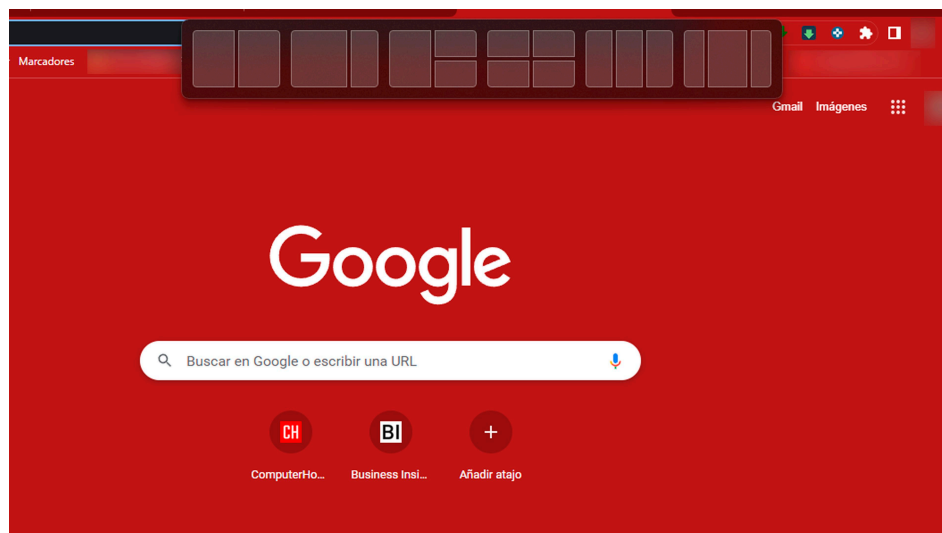 Marcadores
Gmail Imágenes
Google
Buscar en Google o escribir una URL
CH BI
ComputerHo... Business Insi... Añadir atajo